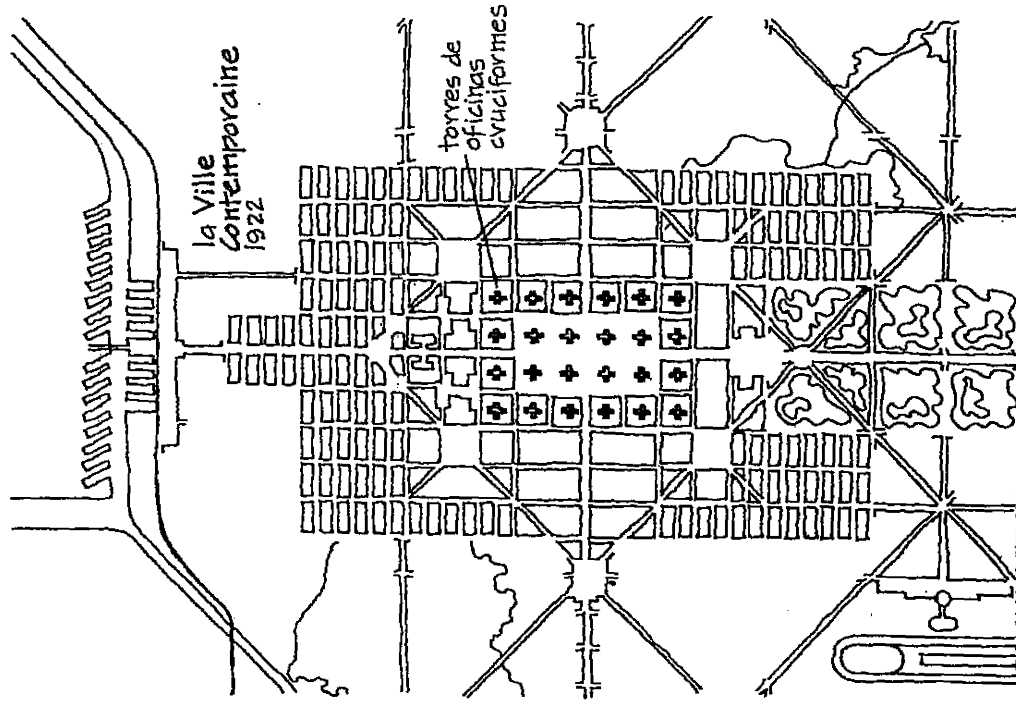 la Ville
Contemporaine
1922
torres de
oficinas
cruciformes